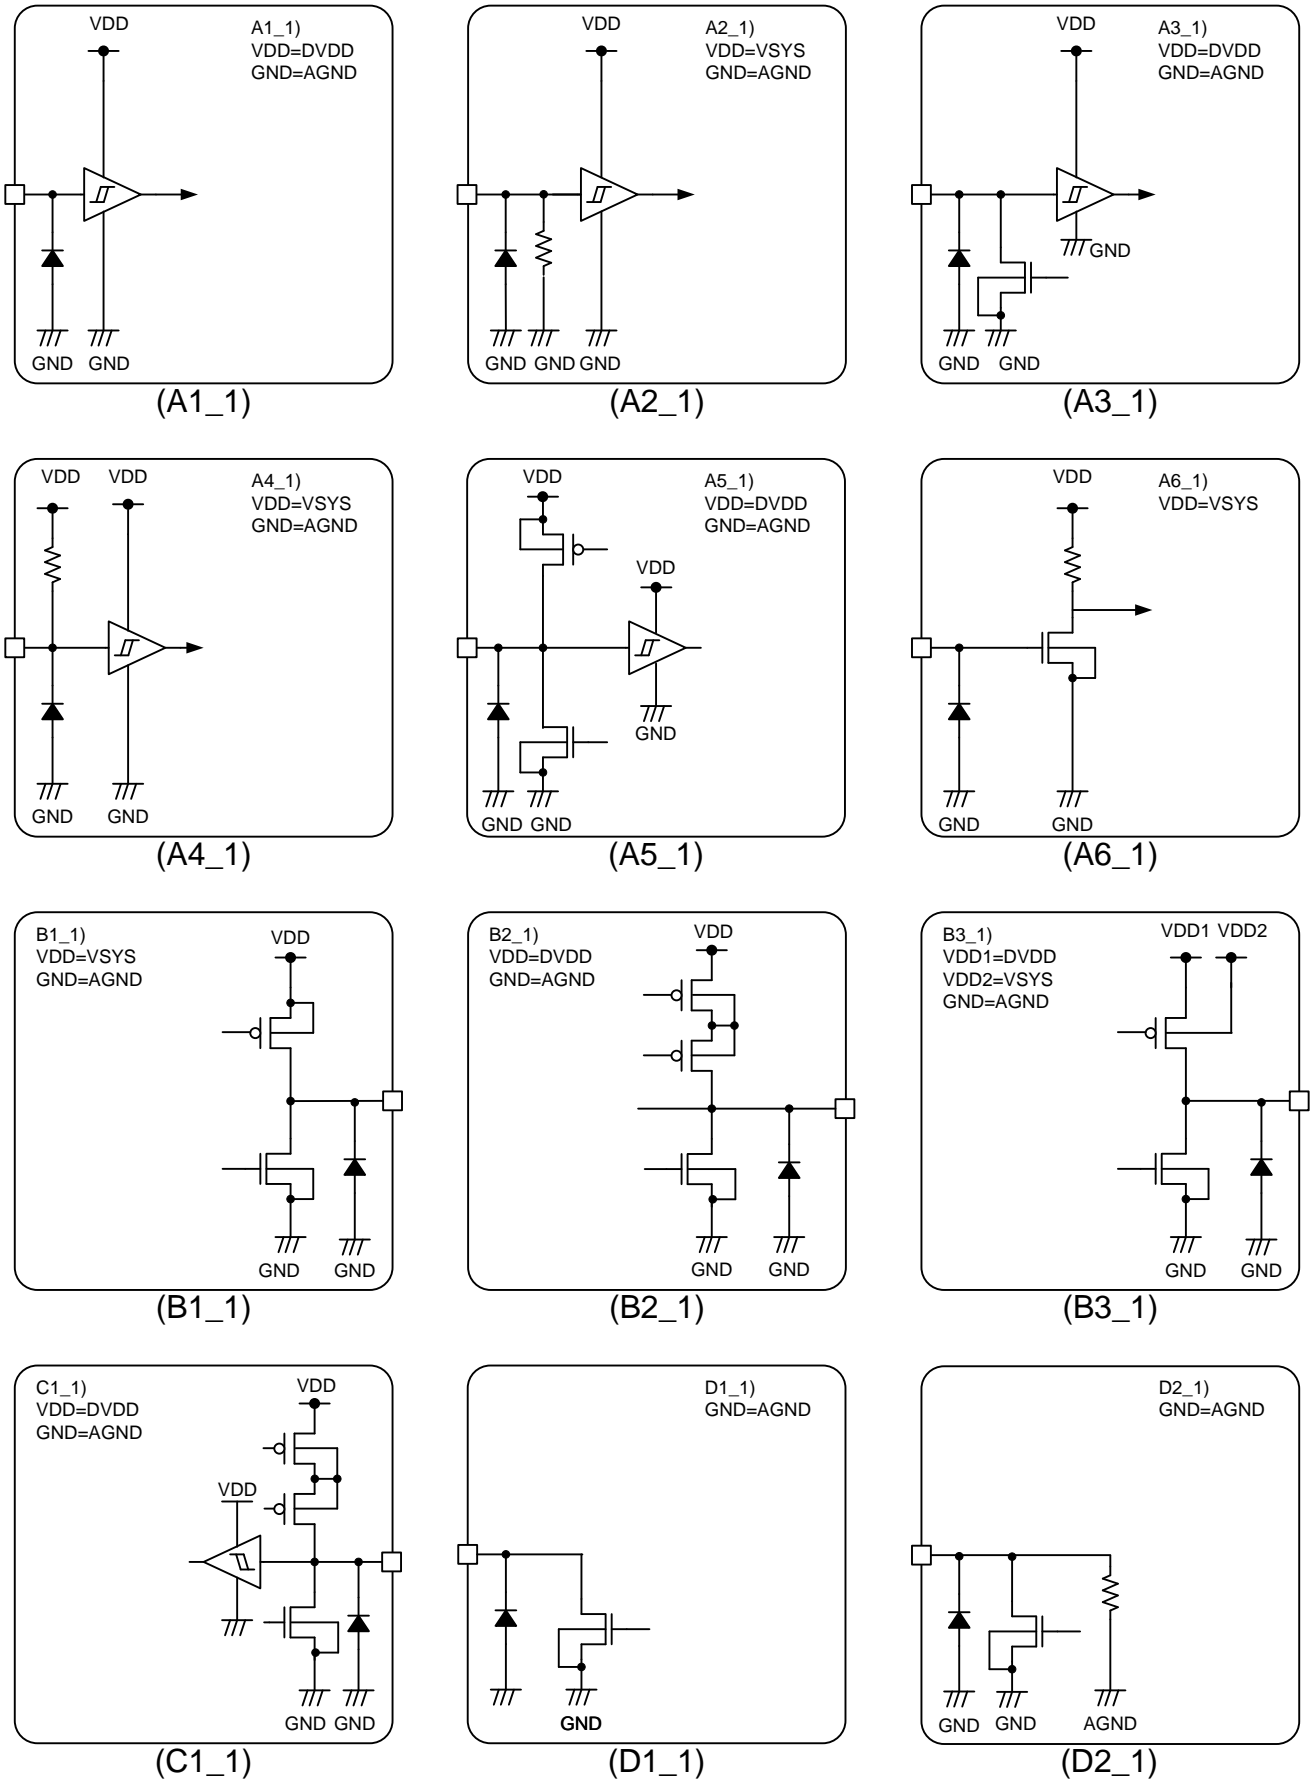 VDD
A1_1)
VDD=DVDD
GND=AGND
GND GND
(A1_1)
VDD
A2_1)
VDD=VSYS
GND=AGND
GND GND GND
(A2_1)
VDD
A3_1)
VDD=DVDD
GND=AGND
GND
GND GND
(A3_1)
VDD VDD
A4_1)
VDD=VSYS
GND=AGND
GND GND
(A4_1)
VDD
A5_1)
VDD=DVDD
GND=AGND
VDD
GND
GND GND
(A5_1)
VDD
A6_1)
VDD=VSYS
GND GND
(A6_1)
B1_1)
VDD=VSYS
GND=AGND
VDD
GND GND
(B1_1)
B2_1)
VDD=DVDD
GND=AGND
VDD
GND GND
(B2_1)
B3_1)
VDD1=DVDD
VDD2=VSYS
GND=AGND
VDD1 VDD2
GND GND
(B3_1)
C1_1)
VDD=DVDD
GND=AGND
VDD
VDD
GND GND
(C1_1)
D1_1)
GND=AGND
GND
(D1_1)
D2_1)
GND=AGND
GND GND AGND
(D2_1)